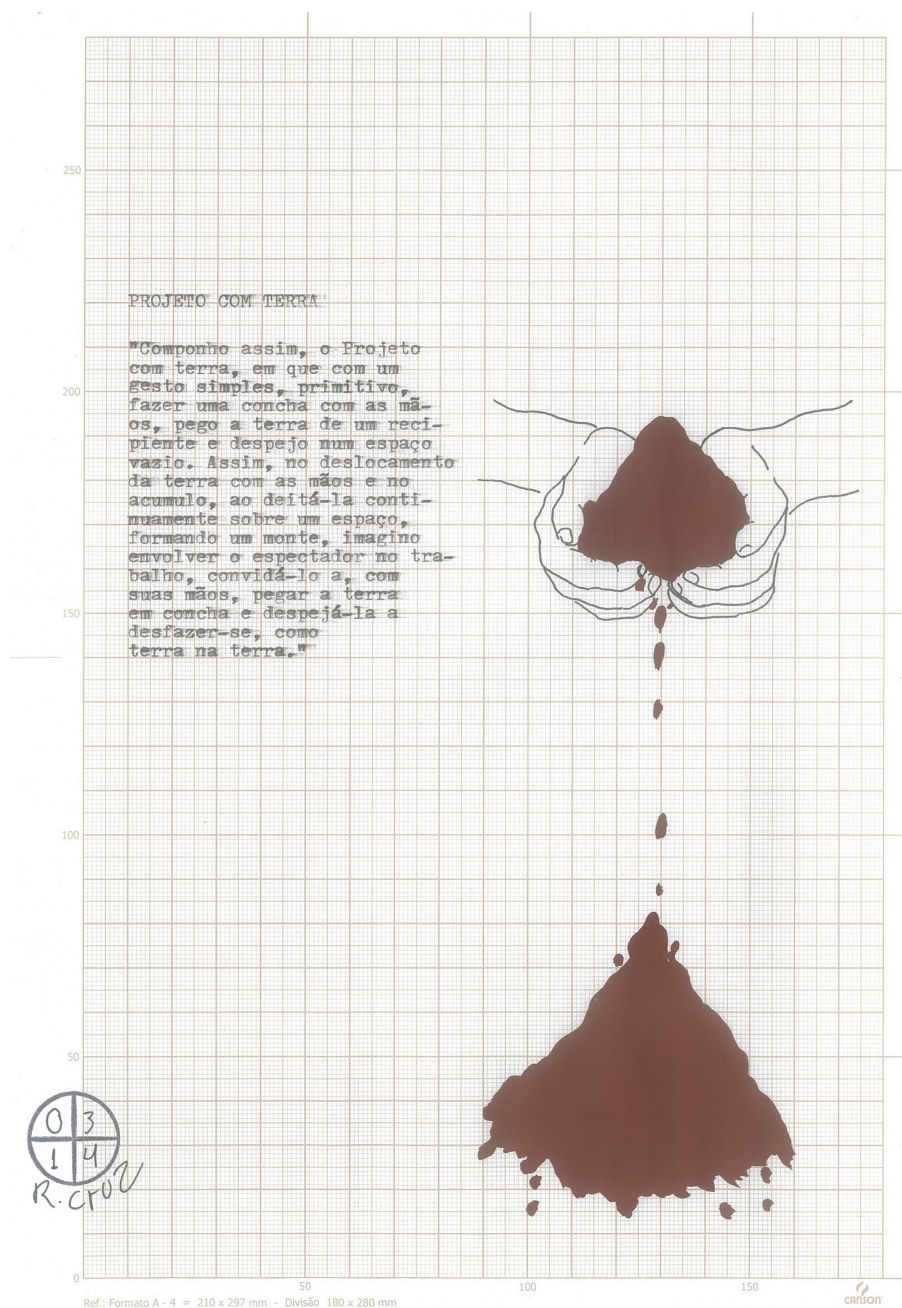 250
PROJETO COM TERRA
"Componho assim, o Projeto
com terra, em que com um
gesto simples, primitivo,
fazer uma concha com as mã-
os, pego a terra de um reci-
piente e despejo num espaço
vazio. Assim, no deslocamento
da terra com as mãos e no
acumulo, ao deitá-la conti-
nuamente sobre um espaço,
formando um monte, imagino
envolver o espectador no tra-
balho, convidá-lo a, com
suas mãos, pegar a terra
em concha e despejá-la a
desfazer-se, como
terra na terra."
200
150
100
50
0 3
1 4
R. cruz
0
50
100
150
Ref.: Formato A - 4 = 210 x 297 mm - Divisão 180 x 280 mm
CANSON